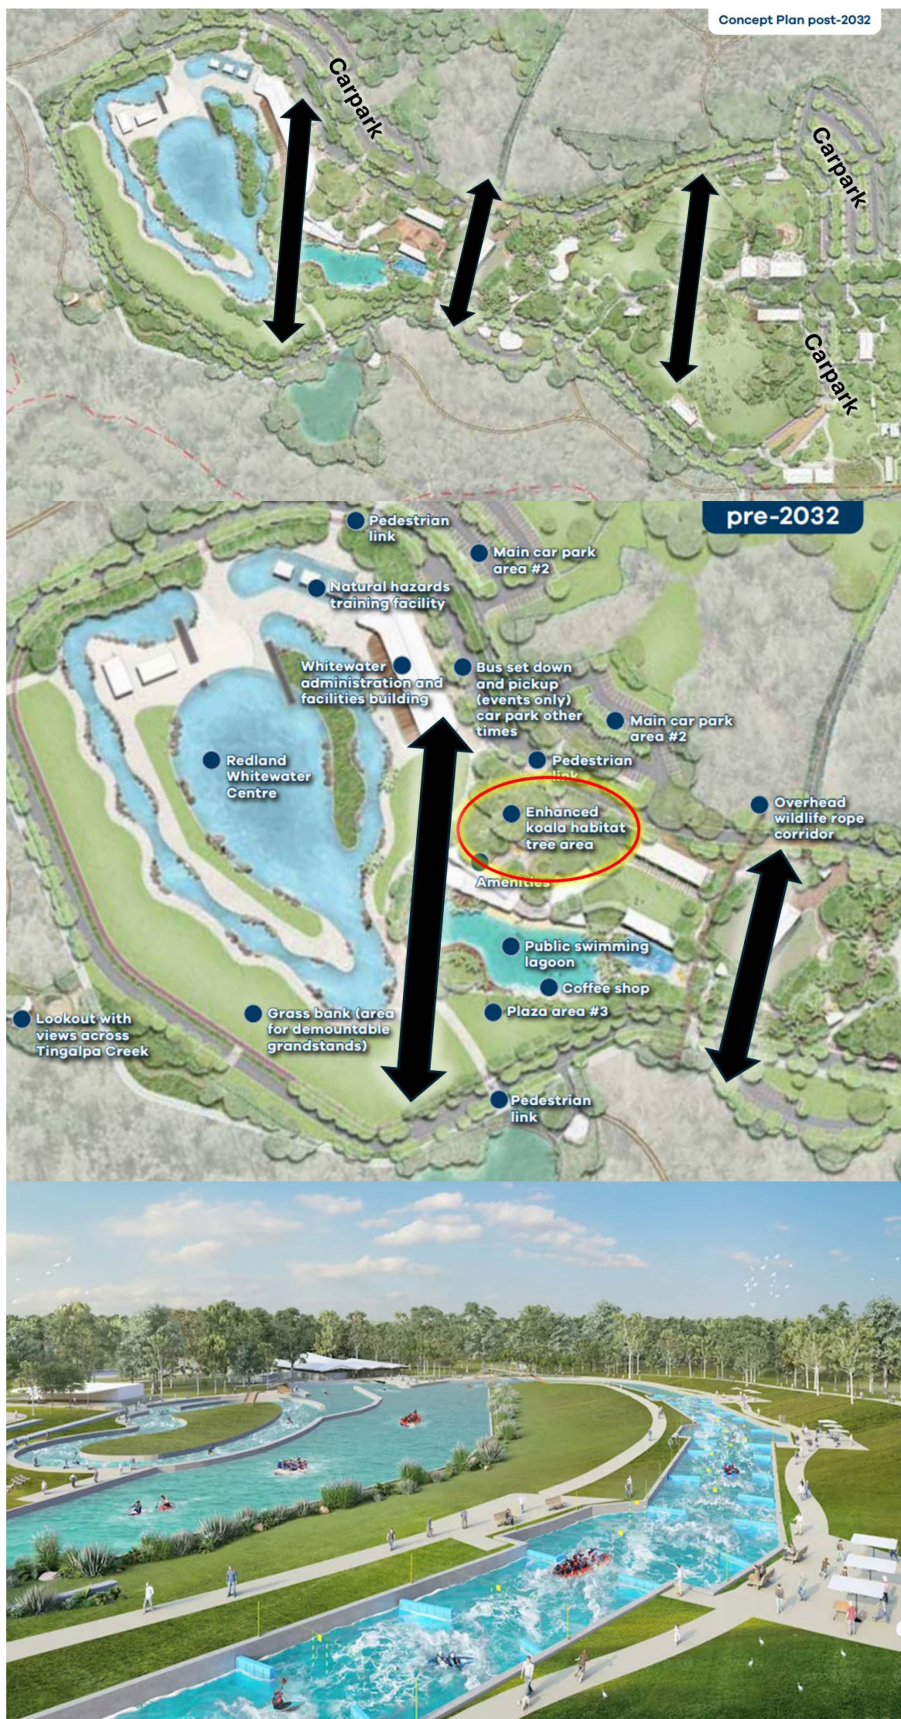 Concept Plan post-2032
Carpark
Carpark
Carpark
pre-2032
Pedestrian
link
Main car park
area #2
Natural hazards
training facility
Whitewater
administration and
facilities building
Bus set down
and pickup
(events only)
car park other
times
Main car park
area #2
Redland
Whitewater
Centre
Pedestrian
link
Enhanced
koala habitat
tree area
Overhead
wildlife rope
corridor
Amenities
Public swimming
lagoon
Coffee shop
Plaza area #3
Grass bank (area
for demountable
grandstands)
Lookout with
views across
Tingalpa Creek
Pedestrian
link